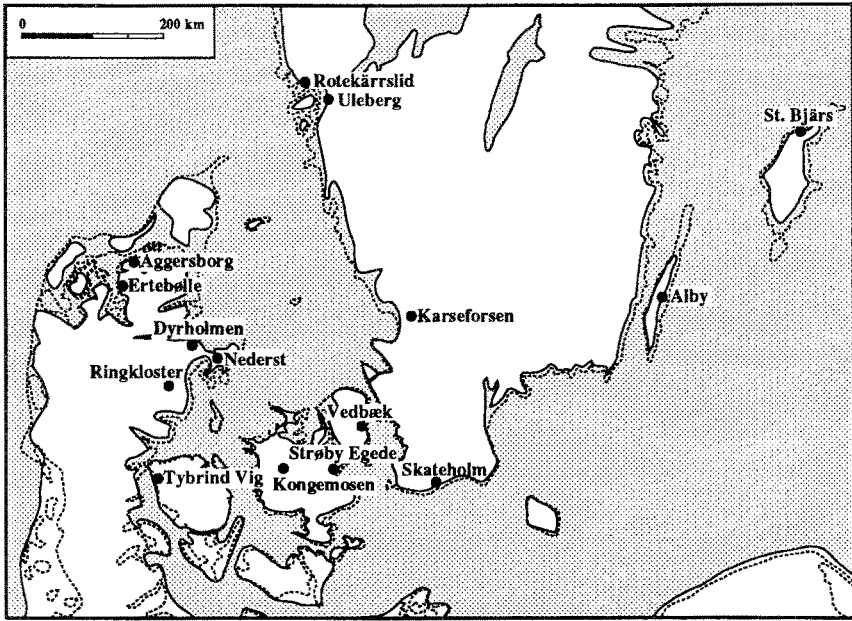 0 200 km
Rotekärrslid
Uleberg
St. Bjärs
Aggersborg
Ertebølle
Alby
Karseforsen
Dyrholmen
Nederst
Ringkloster
Vedbæk
Strøby Egede
Skateholm
Tybrind Vig
Kongemosen